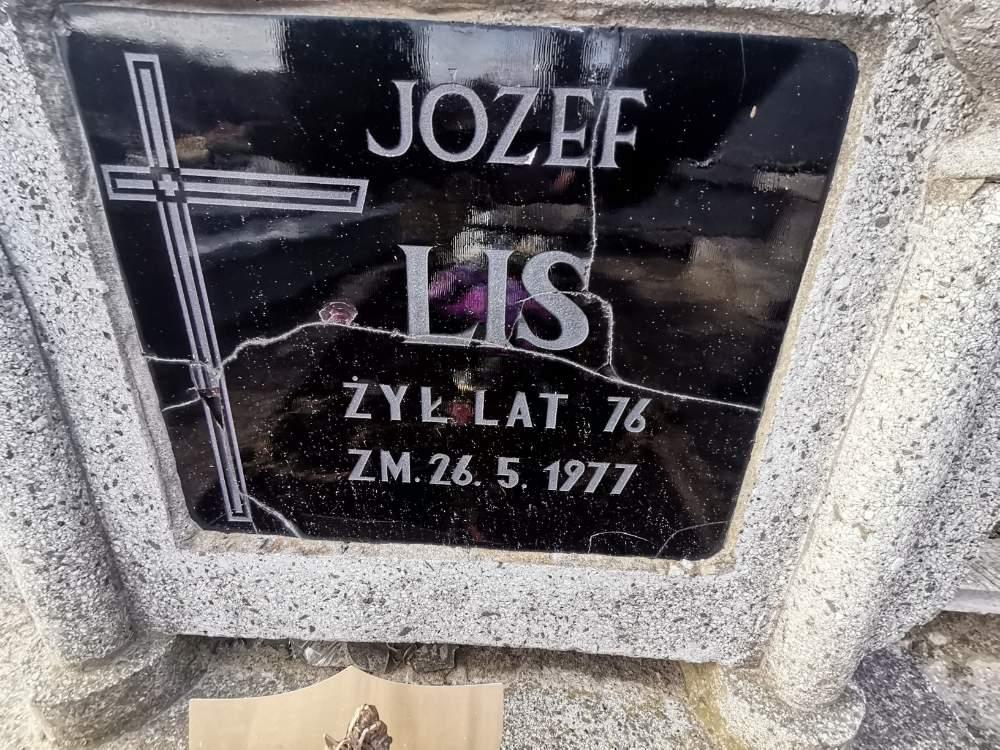 JÓZEF
LIS
ŻYŁ LAT 76
ZM. 26. 5. 1977